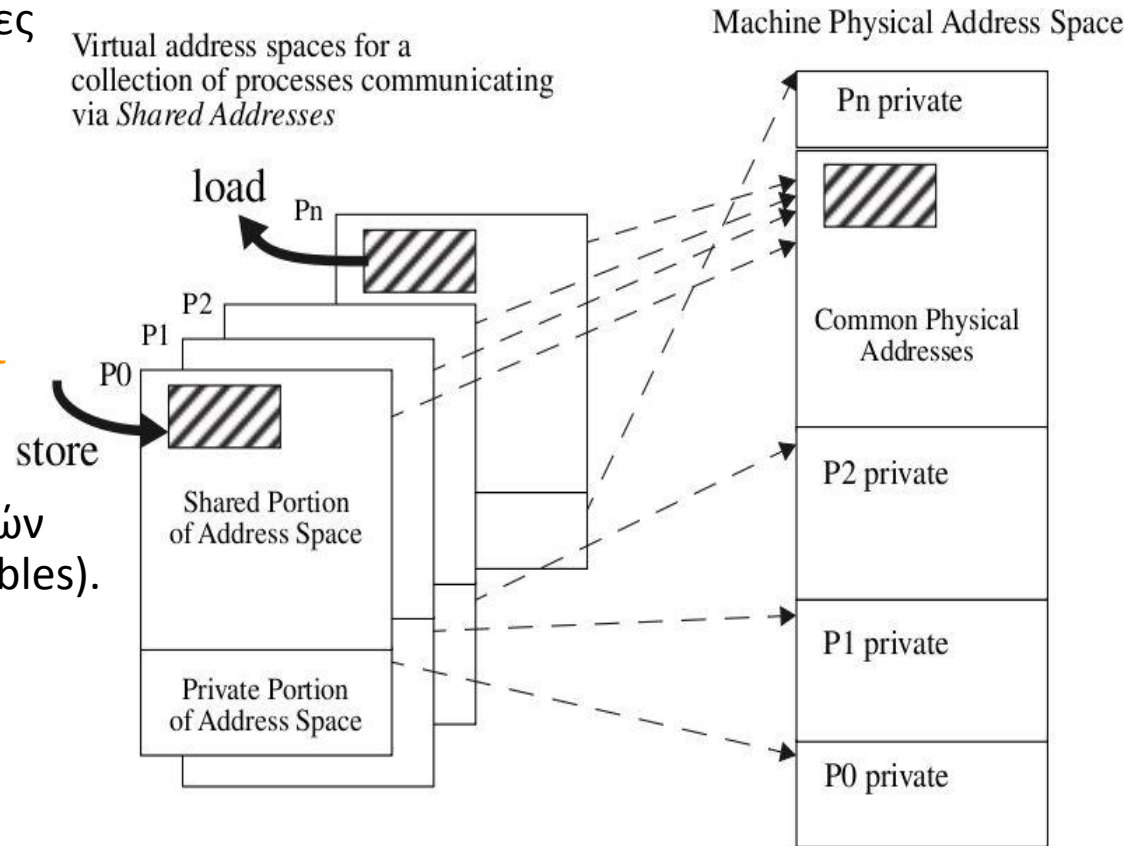 ες
Virtual address spaces for a
collection of processes communicating
via Shared Addresses
Machine Physical Address Space
load
Pn
P2
P1
P0
store
Shared Portion
of Address Space
Private Portion
of Address Space
ών
bles).
Pn private
Common Physical
Addresses
P2 private
P1 private
P0 private